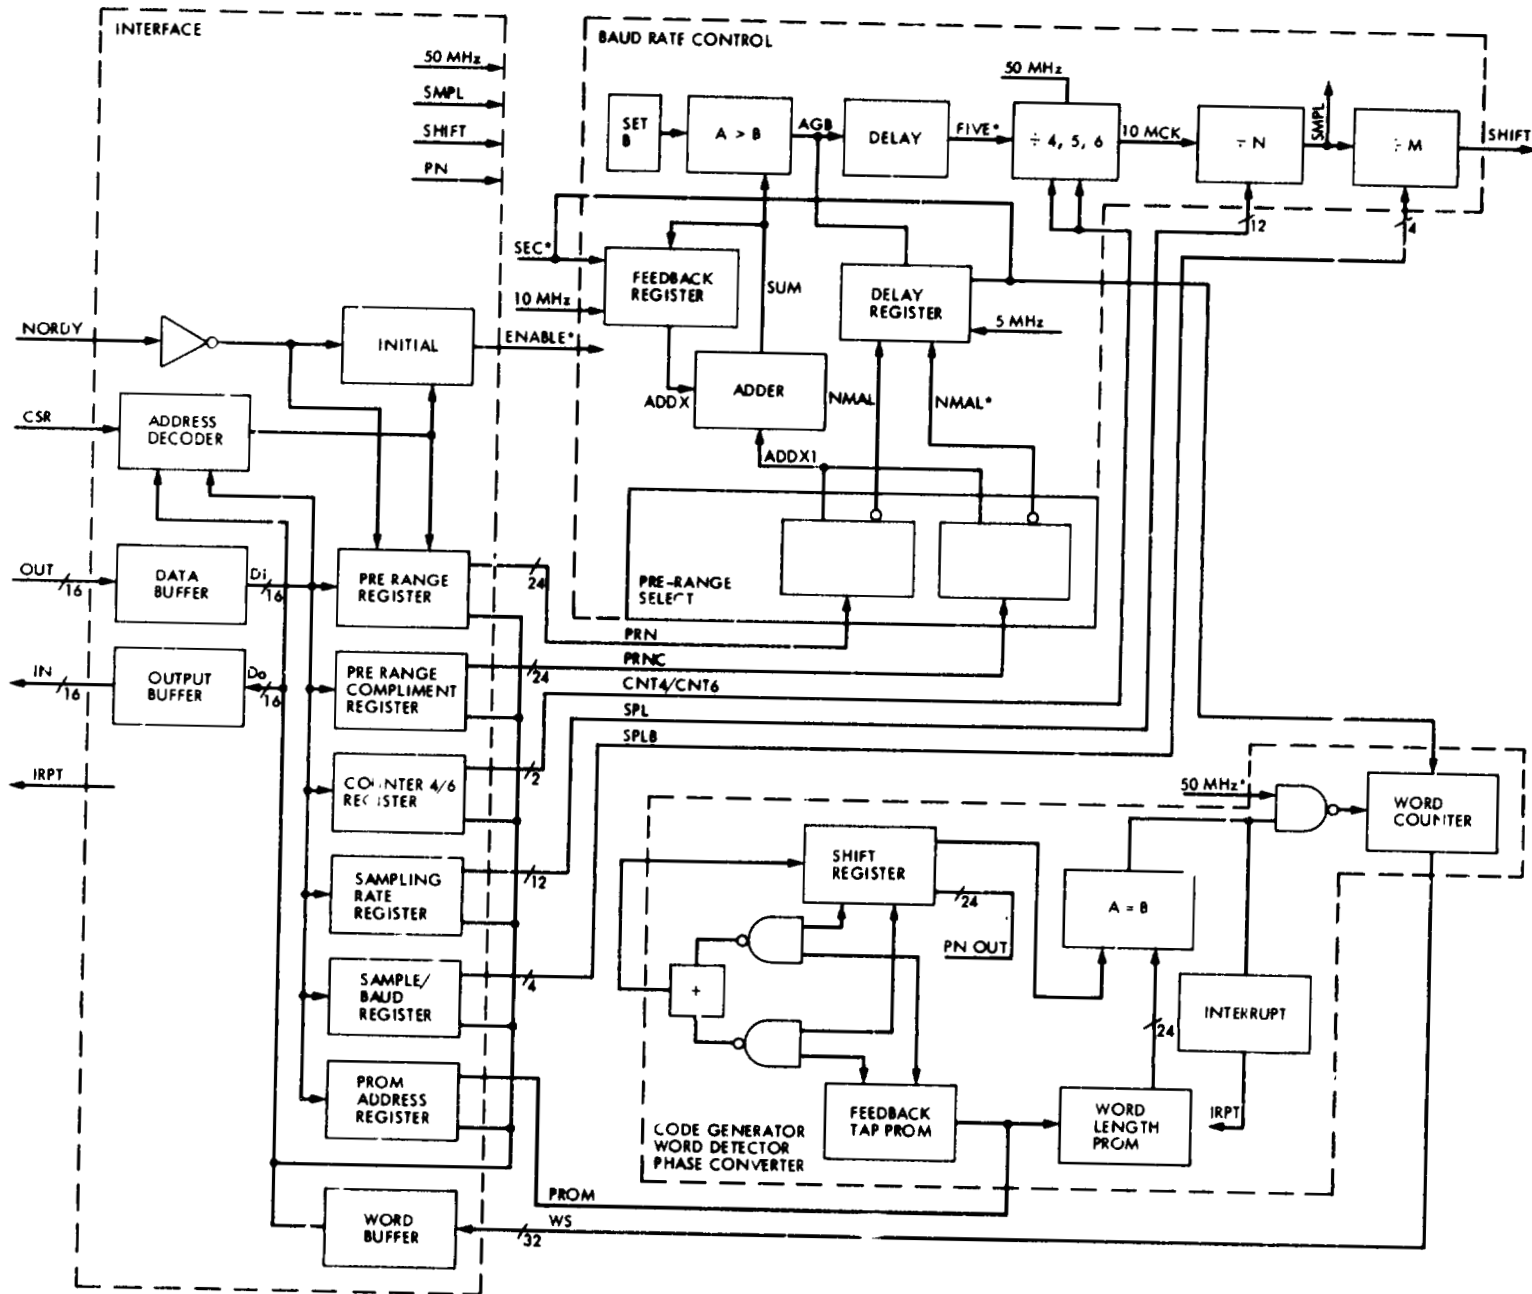 INTERFACE
50 MHz
SMPL
SHIFT
PN
BAUD RATE CONTROL
SET
B
A > B
AGB
DELAY
FIVE*
50 MHz
÷ 4, 5, 6
10 MCK
÷ N
SMPL
÷ M
SHIFT
12
4
SEC*
FEEDBACK
REGISTER
10 MHz
SUM
DELAY
REGISTER
5 MHz
NORDY
INITIAL
ENABLE*
ADDX
ADDER
NMAL
NMAL*
CSR
ADDRESS
DECODER
ADDX1
OUT
16
DATA
BUFFER
Di
16
PRE RANGE
REGISTER
24
PRE-RANGE
SELECT
PRN
IN
16
OUTPUT
BUFFER
Do
16
PRE RANGE
COMPLIMENT
REGISTER
24
PRNC
CNT4/CNT6
SPL
SPLB
IRPT
COUNTER 4/6
REGISTER
2
50 MHz*
WORD
COUNTER
SAMPLING
RATE
REGISTER
12
SHIFT
REGISTER
24
PN OUT
A = B
SAMPLE/
BAUD
REGISTER
4
+
24
INTERRUPT
PROM
ADDRESS
REGISTER
FEEDBACK
TAP PROM
WORD
LENGTH
PROM
IRPT
CODE GENERATOR
WORD DETECTOR
PHASE CONVERTER
PROM
WORD
BUFFER
WS
32